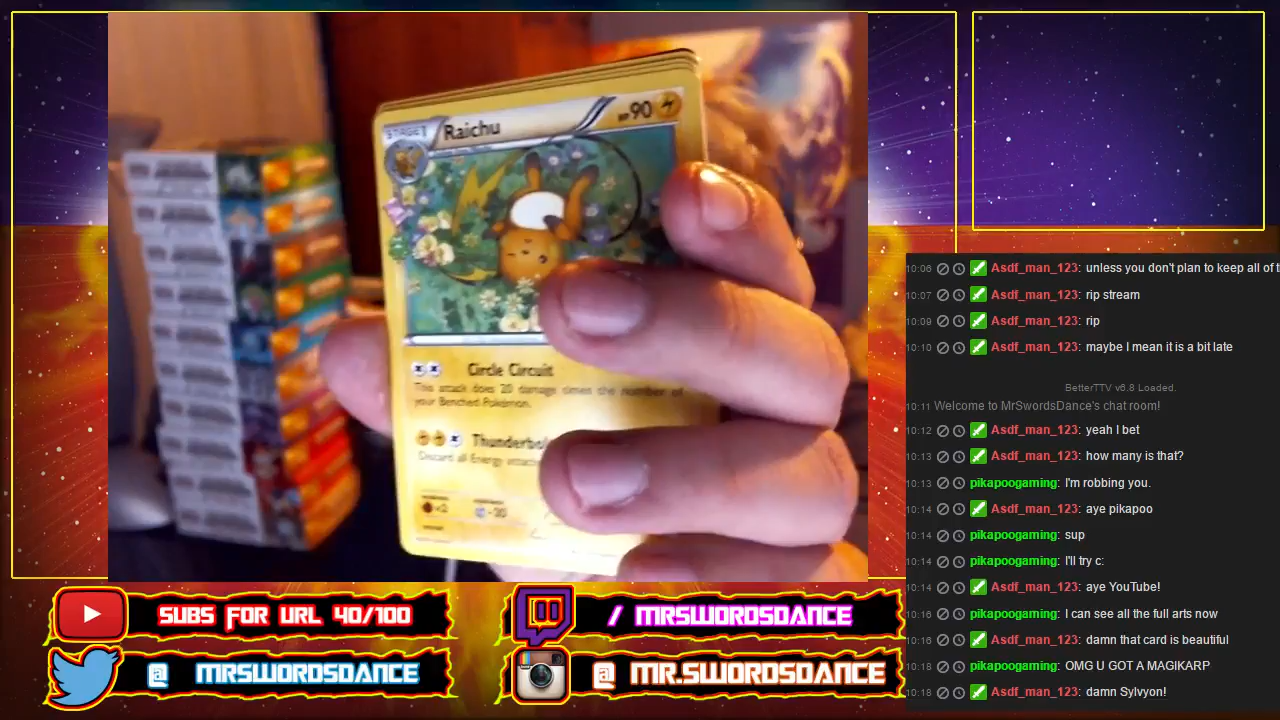 STAGE 1
Raichu
HP 90
Circle Circuit
This attack does 20 damage times the number of
your Benched Pokémon.
Thunderbol
Discard all Energy attac
×2
-20
10:06 Asdf_man_123: unless you don't plan to keep all of t
10:07 Asdf_man_123: rip stream
10:09 Asdf_man_123: rip
10:10 Asdf_man_123: maybe I mean it is a bit late
BetterTTV v6.8 Loaded.
10:11 Welcome to MrSwordsDance's chat room!
10:12 Asdf_man_123: yeah I bet
10:13 Asdf_man_123: how many is that?
10:13 pikapoogaming: I'm robbing you.
10:14 Asdf_man_123: aye pikapoo
10:14 pikapoogaming: sup
10:14 pikapoogaming: I'll try c:
10:14 Asdf_man_123: aye YouTube!
10:16 pikapoogaming: I can see all the full arts now
10:16 Asdf_man_123: damn that card is beautiful
10:18 pikapoogaming: OMG U GOT A MAGIKARP
10:18 Asdf_man_123: damn Sylvyon!
SUBS FOR URL 40/100
/ MRSWORDSDANCE
@ MRSWORDSDANCE
@ MR.SWORDSDANCE